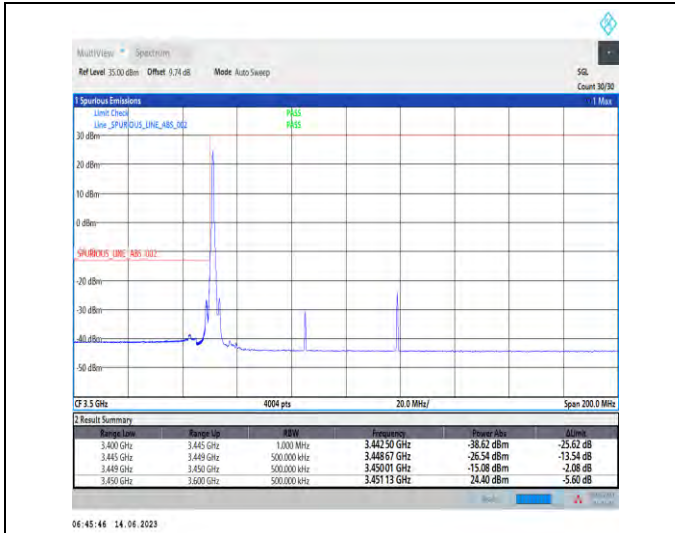 MultiView Spectrum
Ref Level 35.00 dBm Offset 9.74 dB Mode Auto Sweep SGL
Count 30/30
1 Spurious Emissions 1 Max
Limit Check PASS
Line _SPURIOUS_LINE_ABS_002 PASS
30 dBm
20 dBm
10 dBm
0 dBm
SPURIOUS_LINE_ABS_002
-20 dBm
-30 dBm
-40 dBm
-50 dBm
CF 3.5 GHz 4004 pts 20.0 MHz/ Span 200.0 MHz
2 Result Summary
Range Low Range Up RBW Frequency Power Abs ΔLimit
3.400 GHz 3.445 GHz 1.000 MHz 3.442 50 GHz -38.62 dBm -25.62 dB
3.445 GHz 3.449 GHz 500.000 kHz 3.448 67 GHz -26.54 dBm -13.54 dB
3.449 GHz 3.450 GHz 500.000 kHz 3.450 01 GHz -15.08 dBm -2.08 dB
3.450 GHz 3.600 GHz 500.000 kHz 3.451 13 GHz 24.40 dBm -5.60 dB
06:45:46 14.06.2023